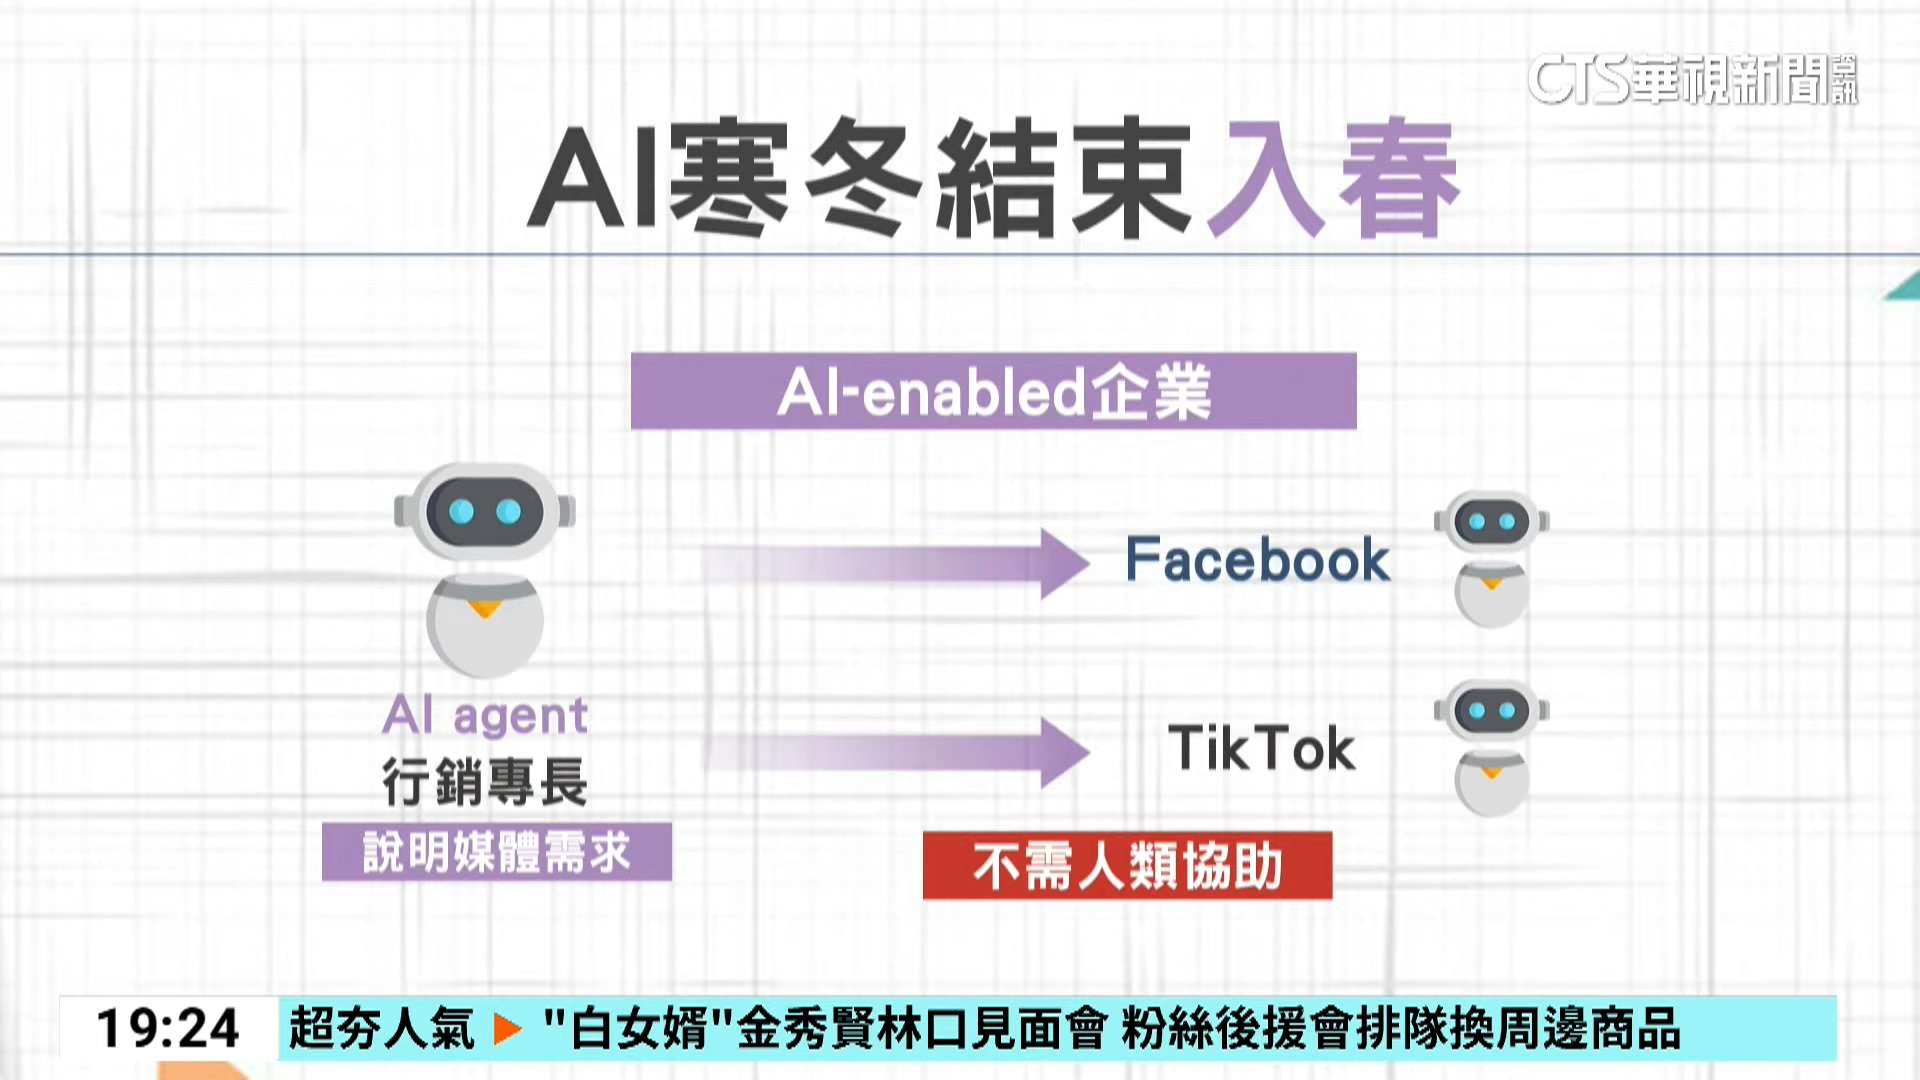 CTS華視新聞資訊
AI寒冬結束入春
AI-enabled企業
Facebook
AI agent
行銷專長
說明媒體需求
TikTok
不需人類協助
19:24
超夯人氣 ▶ "白女婿"金秀賢林口見面會 粉絲後援會排隊換周邊商品